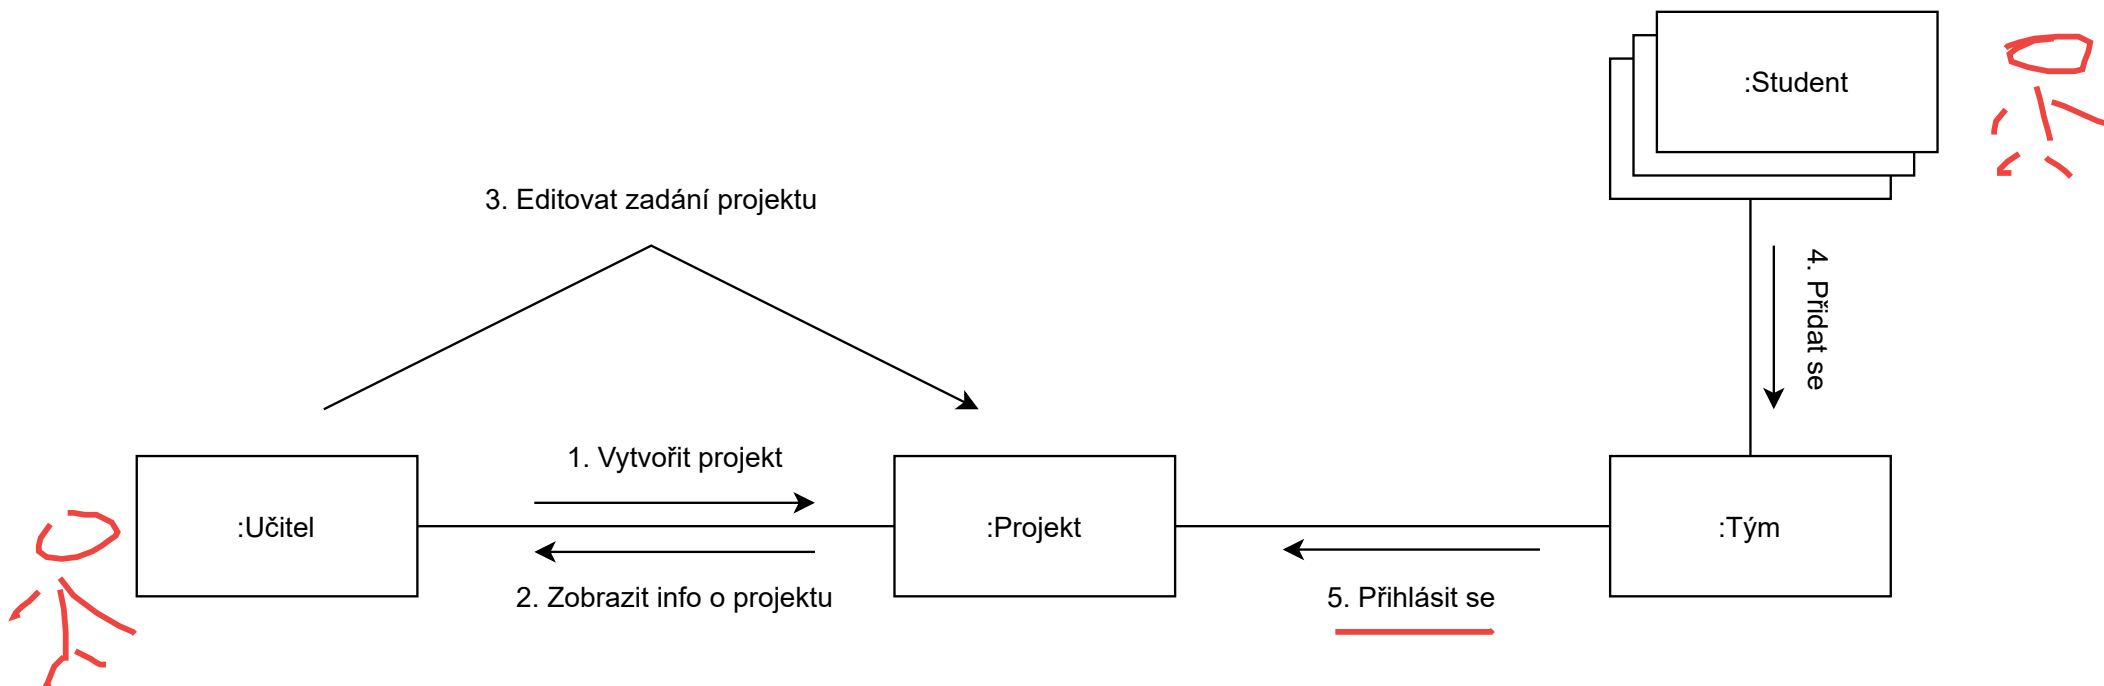 :Student
3. Editovat zadání projektu
4. Přidat se
1. Vytvořit projekt
:Učitel
:Projekt
:Tým
2. Zobrazit info o projektu
5. Přihlásit se